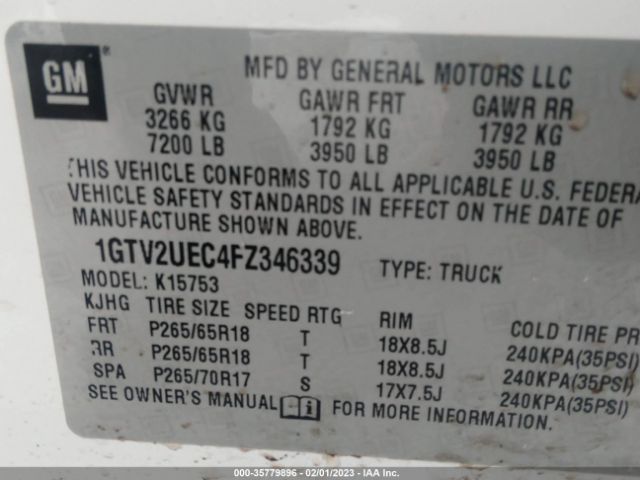 GM
MFD BY GENERAL MOTORS LLC
GVWR GAWR FRT GAWR RR
3266 KG 1792 KG 1792 KG
7200 LB 3950 LB 3950 LB
THIS VEHICLE CONFORMS TO ALL APPLICABLE U.S. FEDERA
VEHICLE SAFETY STANDARDS IN EFFECT ON THE DATE OF
MANUFACTURE SHOWN ABOVE.
1GTV2UEC4FZ346339 TYPE: TRUCK
MODEL: K15753
KJHG TIRE SIZE SPEED RTG RIM COLD TIRE PR
FRT P265/65R18 T 18X8.5J 240KPA(35PSI)
RR P265/65R18 T 18X8.5J 240KPA(35PSI)
SPA P265/70R17 S 17X7.5J 240KPA(35PSI)
SEE OWNER'S MANUAL i FOR MORE INFORMATION.
000-35779896 - 02/01/2023 - IAA Inc.